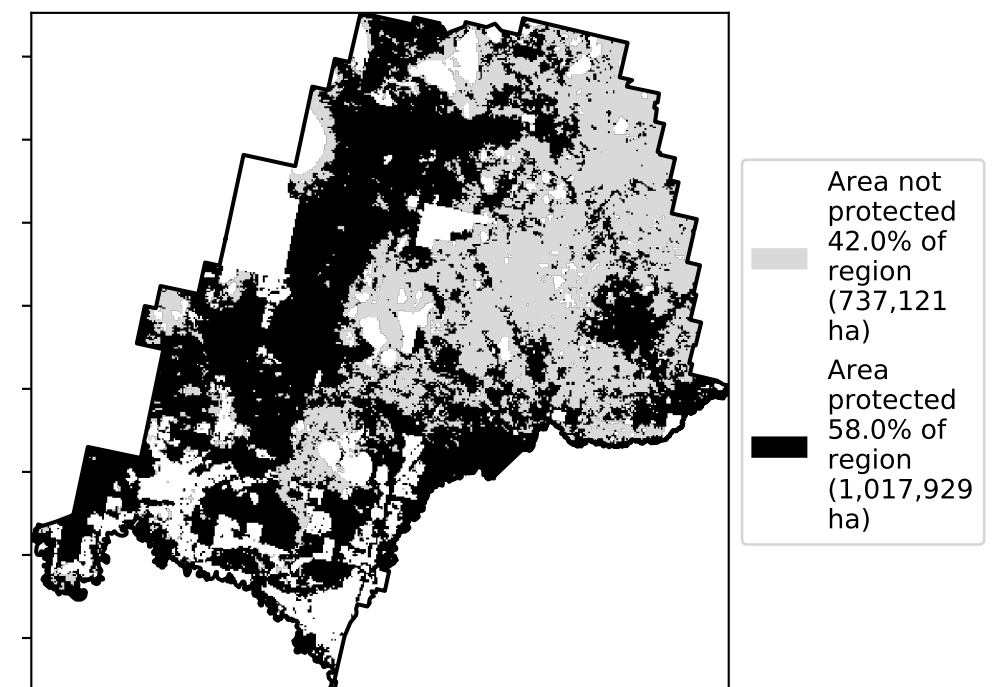 Area not
protected
42.0% of
region
(737,121
ha)
Area
protected
58.0% of
region
(1,017,929
ha)